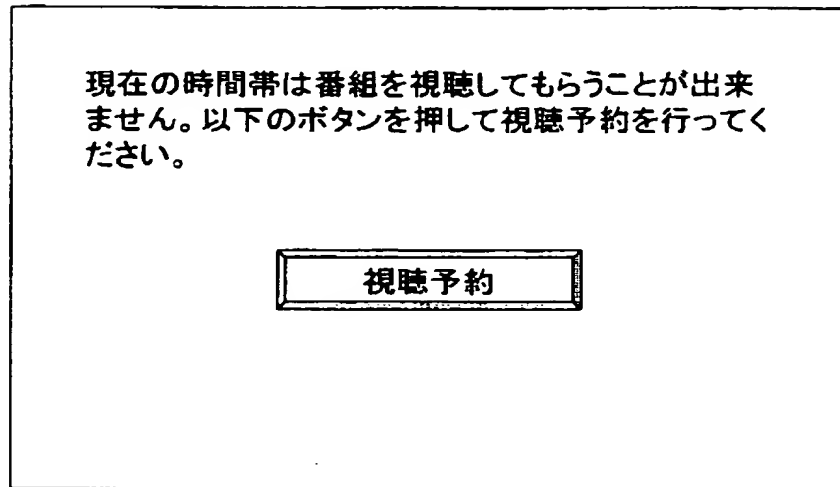 現在の時間帯は番組を視聴してもらうことが出来
ません。以下のボタンを押して視聴予約を行ってく
ださい。
視聴予約